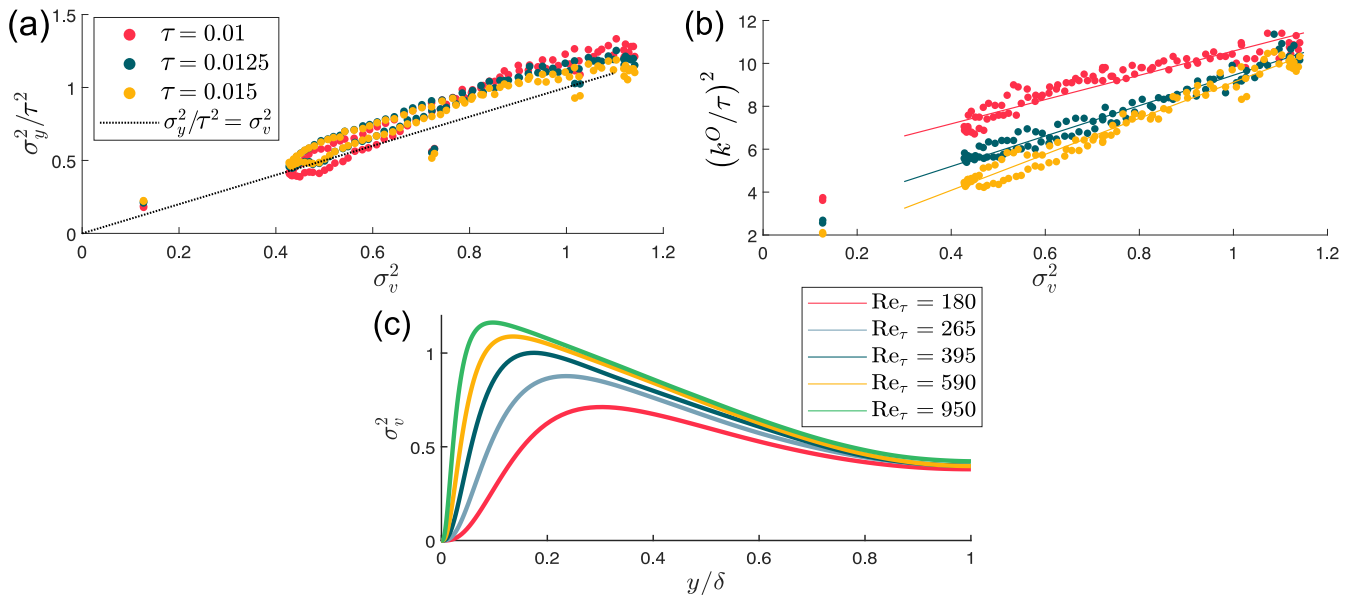 (a)
1.5
1
0.5
0
σ_y^2/τ^2
τ = 0.01
τ = 0.0125
τ = 0.015
σ_y^2/τ^2 = σ_v^2
0 0.2 0.4 0.6 0.8 1 1.2
σ_v^2
(b)
12
10
8
6
4
2
(k^O/τ)^2
0 0.2 0.4 0.6 0.8 1 1.2
σ_v^2
(c)
1
0.5
0
σ_v^2
Re_τ = 180
Re_τ = 265
Re_τ = 395
Re_τ = 590
Re_τ = 950
0 0.2 0.4 0.6 0.8 1
y/δ